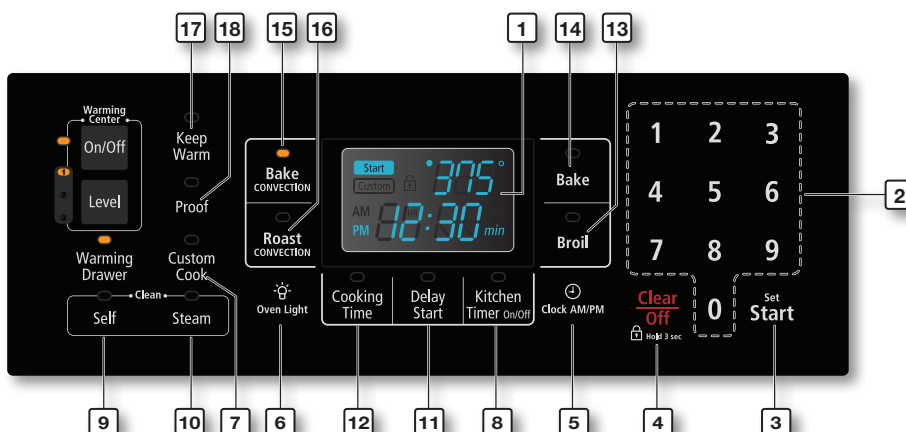 17
18
15
16
1
14
13
Warming
Center
On/Off
1
2
3
Level
Warming
Drawer
Keep
Warm
Proof
Custom
Cook
Clean
Self
Steam
Bake
CONVECTION
Roast
CONVECTION
Start
Custom
375°
AM
PM
12:30 min
Bake
Broil
Oven Light
Cooking
Time
Delay
Start
Kitchen
Timer On/Off
Clock AM/PM
1 2 3
4 5 6
7 8 9
0
Clear
Off
Hold 3 sec
Set
Start
2
9
10
7
6
12
11
8
5
4
3